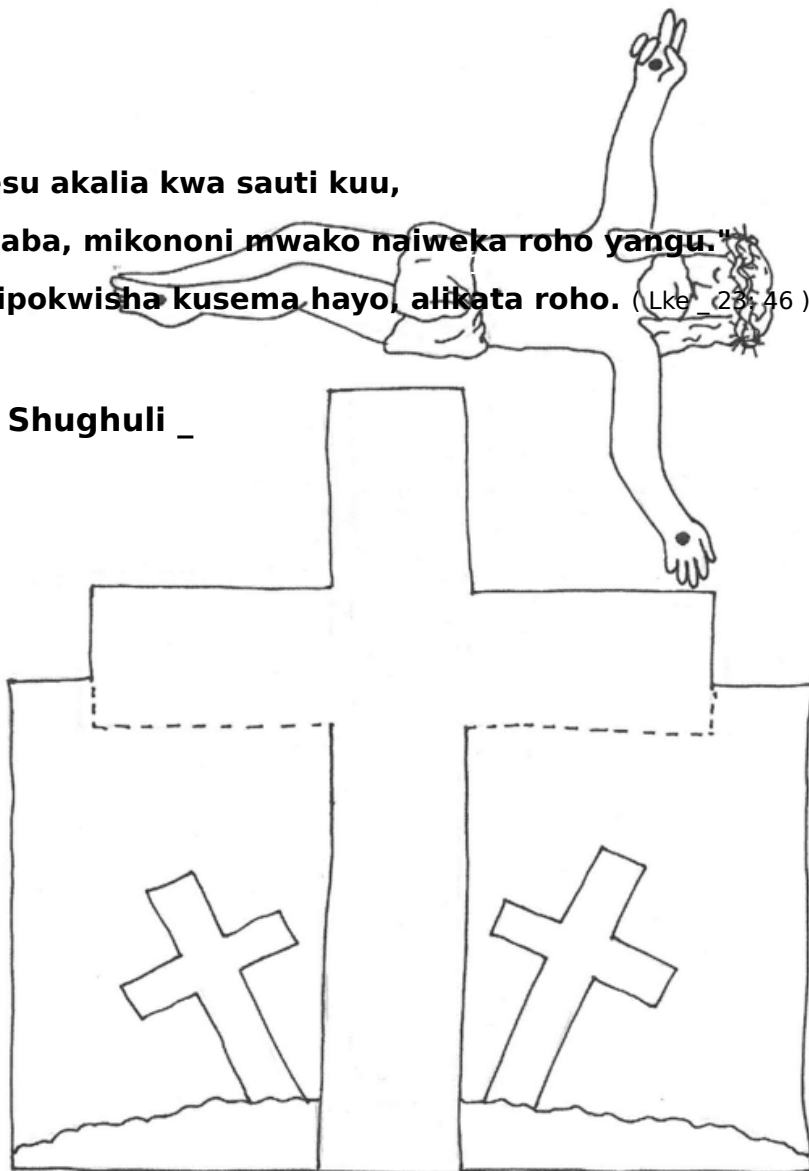 esu akalia kwa sauti kuu,
aba, mikononi mwako naiweka roho yangu."
ipokwisha kusema hayo, alikata roho. ( Lke _ 23: 46 )
Shughuli _